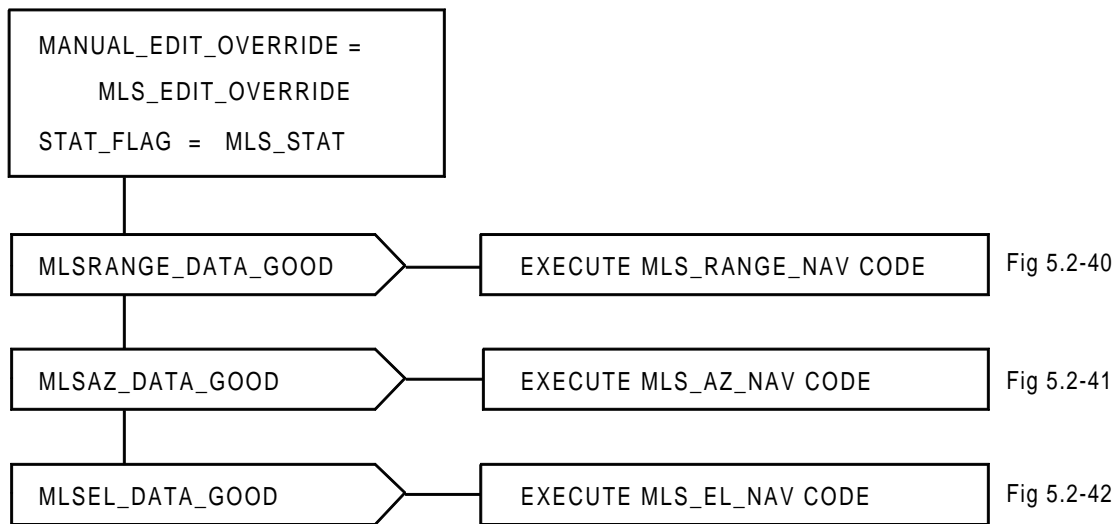 MANUAL_EDIT_OVERRIDE =
MLS_EDIT_OVERRIDE
STAT_FLAG = MLS_STAT
MLSRANGE_DATA_GOOD
EXECUTE MLS_RANGE_NAV CODE
Fig 5.2-40
MLSAZ_DATA_GOOD
EXECUTE MLS_AZ_NAV CODE
Fig 5.2-41
MLSEL_DATA_GOOD
EXECUTE MLS_EL_NAV CODE
Fig 5.2-42